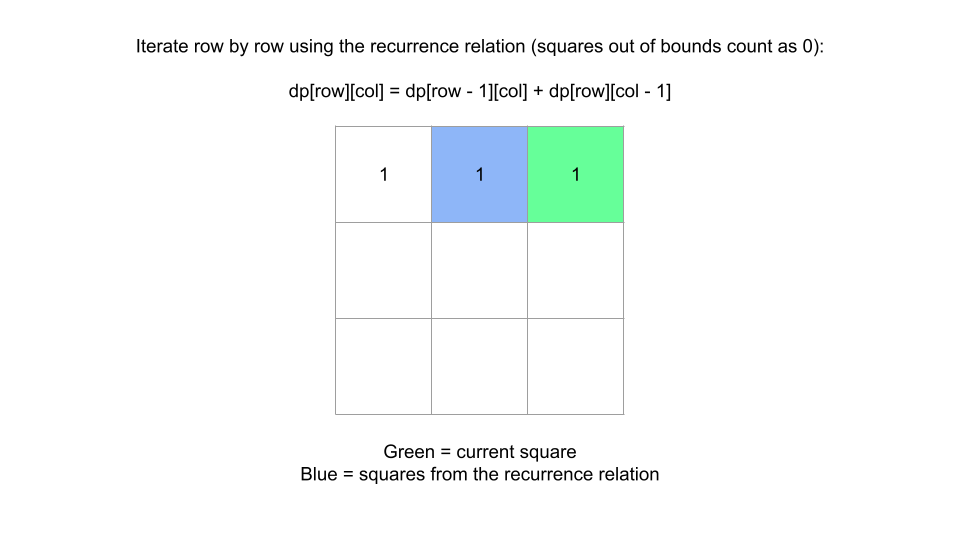 Iterate row by row using the recurrence relation (squares out of bounds count as 0):
dp[row][col] = dp[row - 1][col] + dp[row][col - 1]
1 1 1
Green = current square
Blue = squares from the recurrence relation